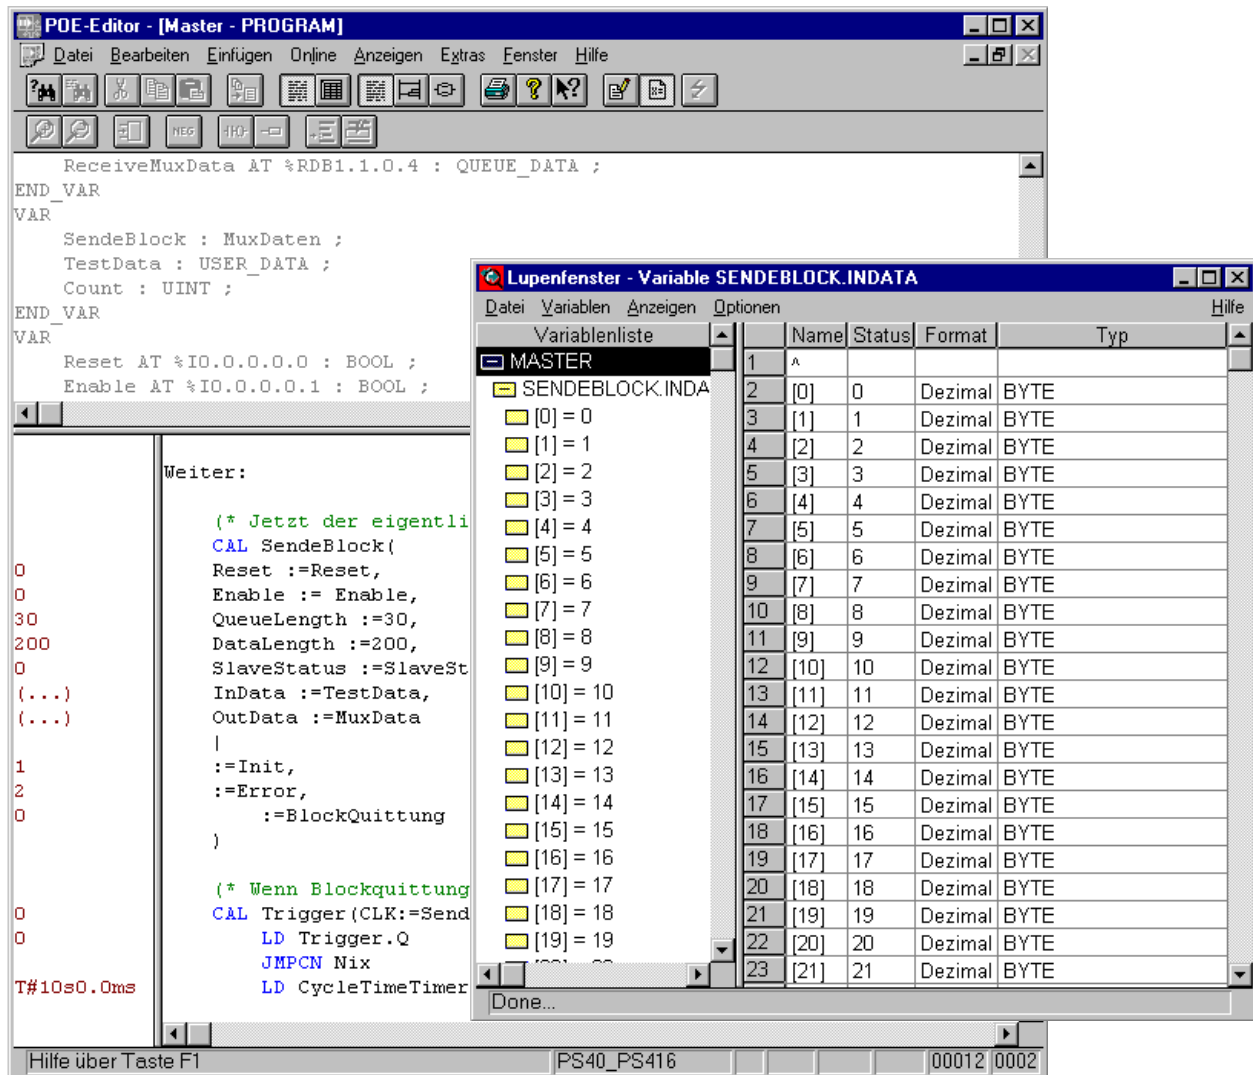 POE-Editor - [Master - PROGRAM]
Datei Bearbeiten Einfügen Online Anzeigen Extras Fenster Hilfe
NEG
ReceiveMuxData AT %RDB1.1.0.4 : QUEUE_DATA ;
END_VAR
VAR
SendeBlock : MuxDaten ;
TestData : USER_DATA ;
Count : UINT ;
END_VAR
VAR
Reset AT %I0.0.0.0.0 : BOOL ;
Enable AT %I0.0.0.0.1 : BOOL ;
Weiter:
(* Jetzt der eigentli
CAL SendeBlock(
0 Reset :=Reset,
0 Enable := Enable,
30 QueueLength :=30,
200 DataLength :=200,
0 SlaveStatus :=SlaveSt
(...) InData :=TestData,
(...) OutData :=MuxData
|
1 :=Init,
2 :=Error,
0 :=BlockQuittung
)
(* Wenn Blockquittung
0 CAL Trigger(CLK:=Send
0 LD Trigger.Q
JMPCN Nix
T#10s0.0ms LD CycleTimeTimer
Hilfe über Taste F1 PS40_PS416 00012 0002
Lupenfenster - Variable SENDEBLOCK.INDATA
Datei Variablen Anzeigen Optionen Hilfe
Variablenliste
MASTER
SENDEBLOCK.INDA
[0] = 0
[1] = 1
[2] = 2
[3] = 3
[4] = 4
[5] = 5
[6] = 6
[7] = 7
[8] = 8
[9] = 9
[10] = 10
[11] = 11
[12] = 12
[13] = 13
[14] = 14
[15] = 15
[16] = 16
[17] = 17
[18] = 18
[19] = 19
Name Status Format Typ
1 ^
2 [0] 0 Dezimal BYTE
3 [1] 1 Dezimal BYTE
4 [2] 2 Dezimal BYTE
5 [3] 3 Dezimal BYTE
6 [4] 4 Dezimal BYTE
7 [5] 5 Dezimal BYTE
8 [6] 6 Dezimal BYTE
9 [7] 7 Dezimal BYTE
10 [8] 8 Dezimal BYTE
11 [9] 9 Dezimal BYTE
12 [10] 10 Dezimal BYTE
13 [11] 11 Dezimal BYTE
14 [12] 12 Dezimal BYTE
15 [13] 13 Dezimal BYTE
16 [14] 14 Dezimal BYTE
17 [15] 15 Dezimal BYTE
18 [16] 16 Dezimal BYTE
19 [17] 17 Dezimal BYTE
20 [18] 18 Dezimal BYTE
21 [19] 19 Dezimal BYTE
22 [20] 20 Dezimal BYTE
23 [21] 21 Dezimal BYTE
Done...